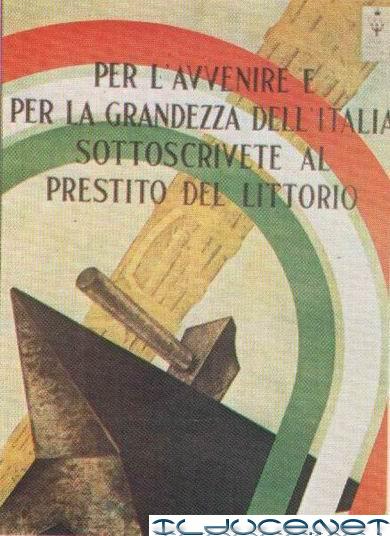 PER L'AVVENIRE E
PER LA GRANDEZZA DELL'ITALIA
SOTTOSCRIVETE AL
PRESTITO DEL LITTORIO
ILDUCE.NET